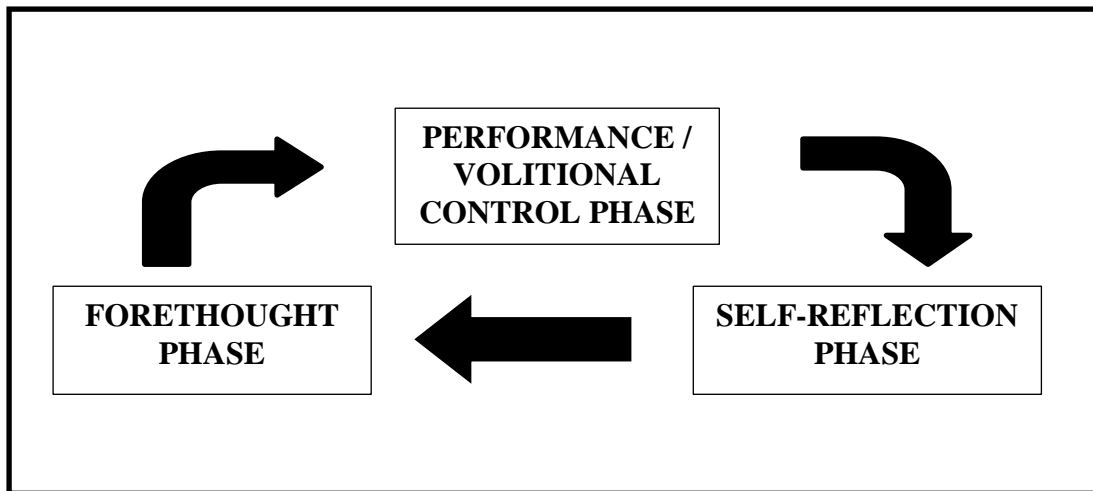 PERFORMANCE /
VOLITIONAL
CONTROL PHASE
FORETHOUGHT
PHASE
SELF-REFLECTION
PHASE